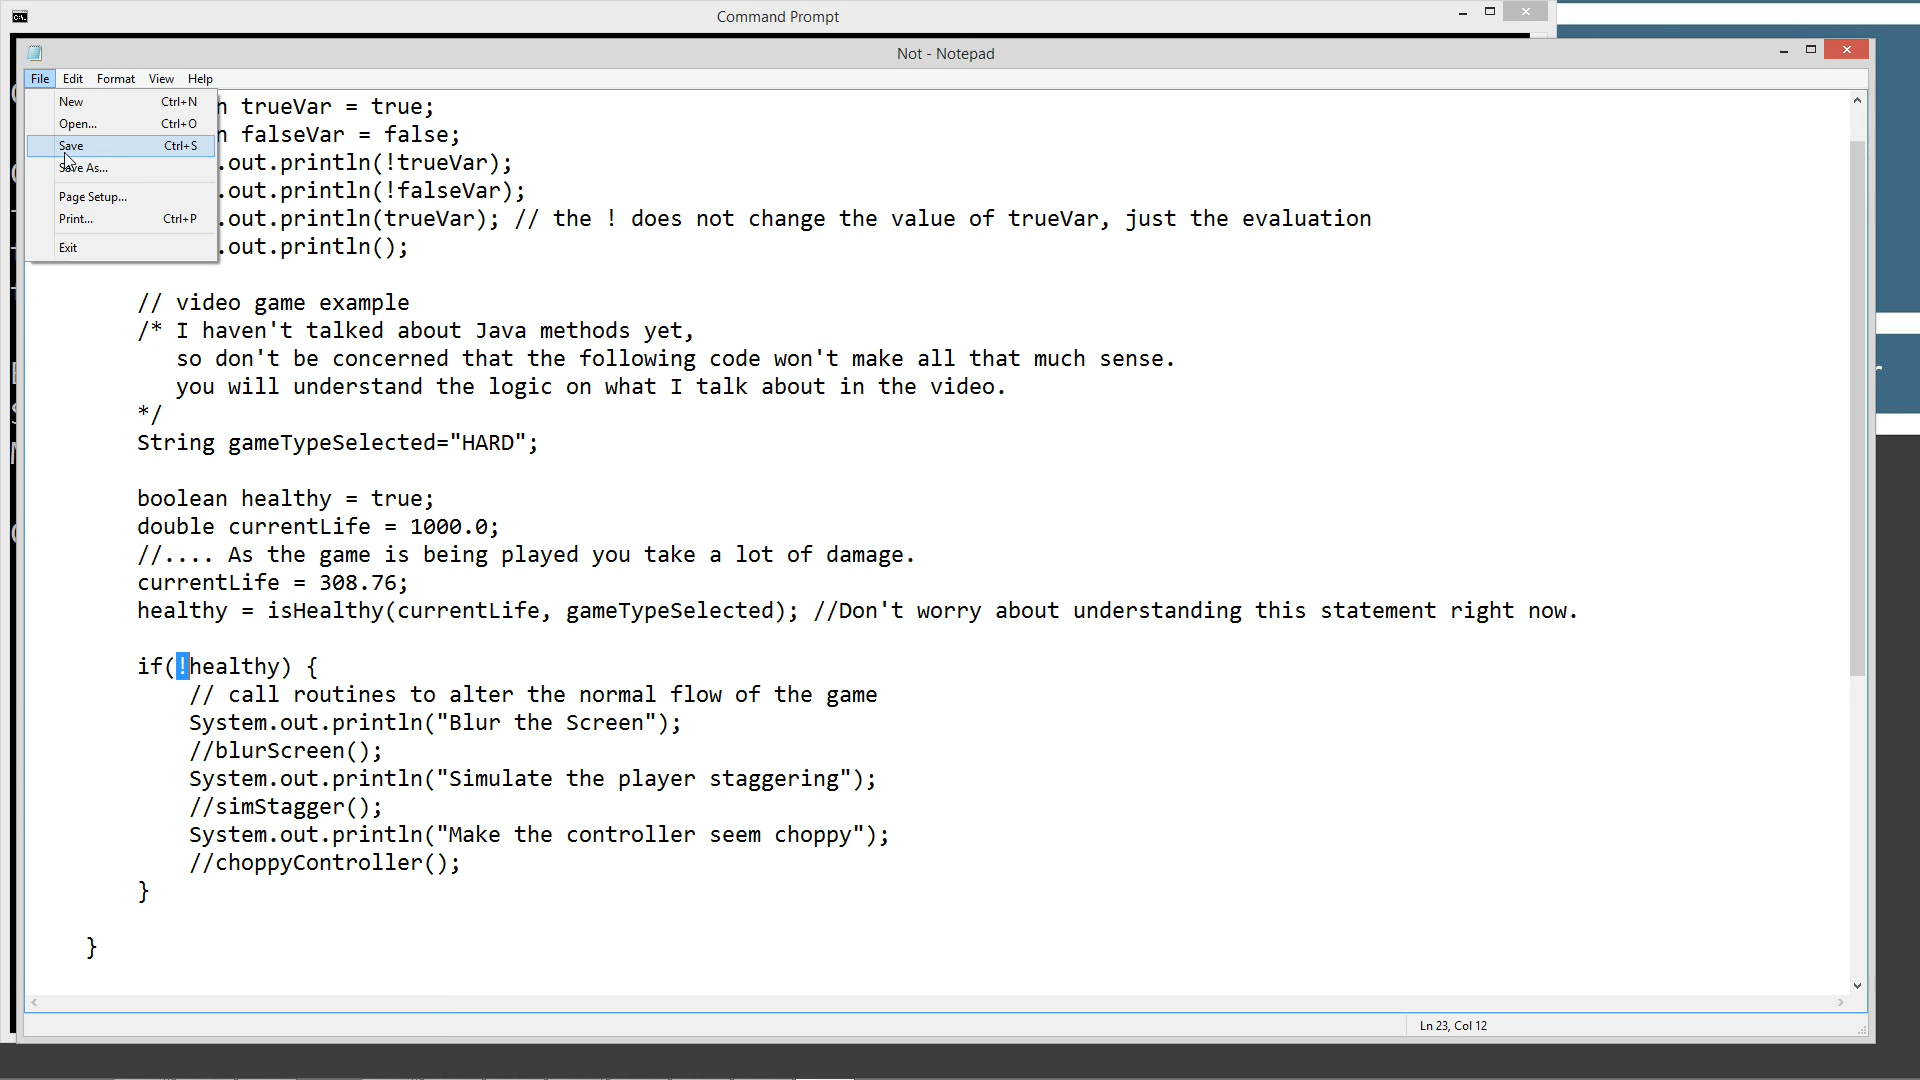 Command Prompt
Not - Notepad
File Edit Format View Help
New Ctrl+N
Open... Ctrl+O
Save Ctrl+S
Save As...
Page Setup...
Print... Ctrl+P
Exit
n trueVar = true;
n falseVar = false;
.out.println(!trueVar);
.out.println(!falseVar);
.out.println(trueVar); // the ! does not change the value of trueVar, just the evaluation
.out.println();
// video game example
/* I haven't talked about Java methods yet,
so don't be concerned that the following code won't make all that much sense.
you will understand the logic on what I talk about in the video.
*/
String gameTypeSelected="HARD";
boolean healthy = true;
double currentLife = 1000.0;
//.... As the game is being played you take a lot of damage.
currentLife = 308.76;
healthy = isHealthy(currentLife, gameTypeSelected); //Don't worry about understanding this statement right now.
if(!healthy) {
// call routines to alter the normal flow of the game
System.out.println("Blur the Screen");
//blurScreen();
System.out.println("Simulate the player staggering");
//simStagger();
System.out.println("Make the controller seem choppy");
//choppyController();
}
}
Ln 23, Col 12